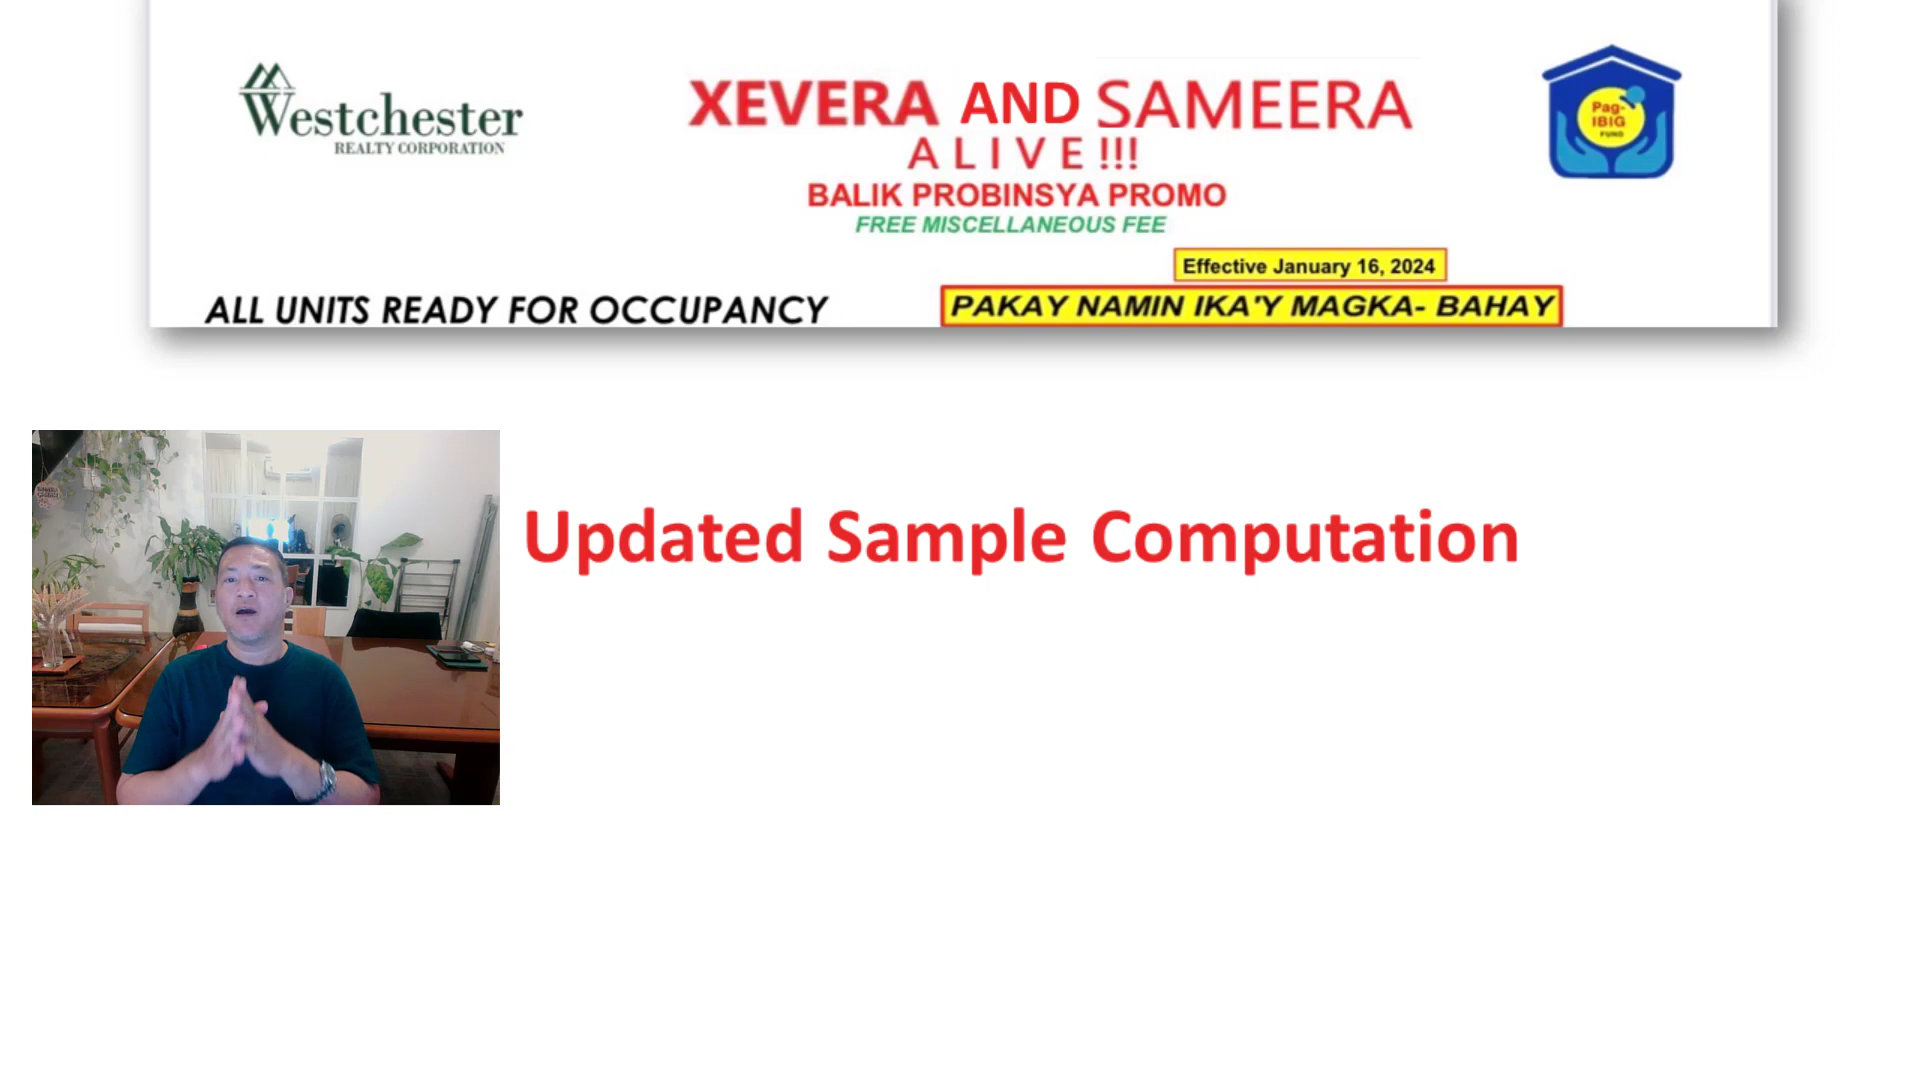 Westchester
REALTY CORPORATION
XEVERA AND SAMEERA
ALIVE!!!
BALIK PROBINSYA PROMO
FREE MISCELLANEOUS FEE
Pag-
IBIG
FUND
Effective January 16, 2024
ALL UNITS READY FOR OCCUPANCY
PAKAY NAMIN IKA'Y MAGKA- BAHAY
Updated Sample Computation